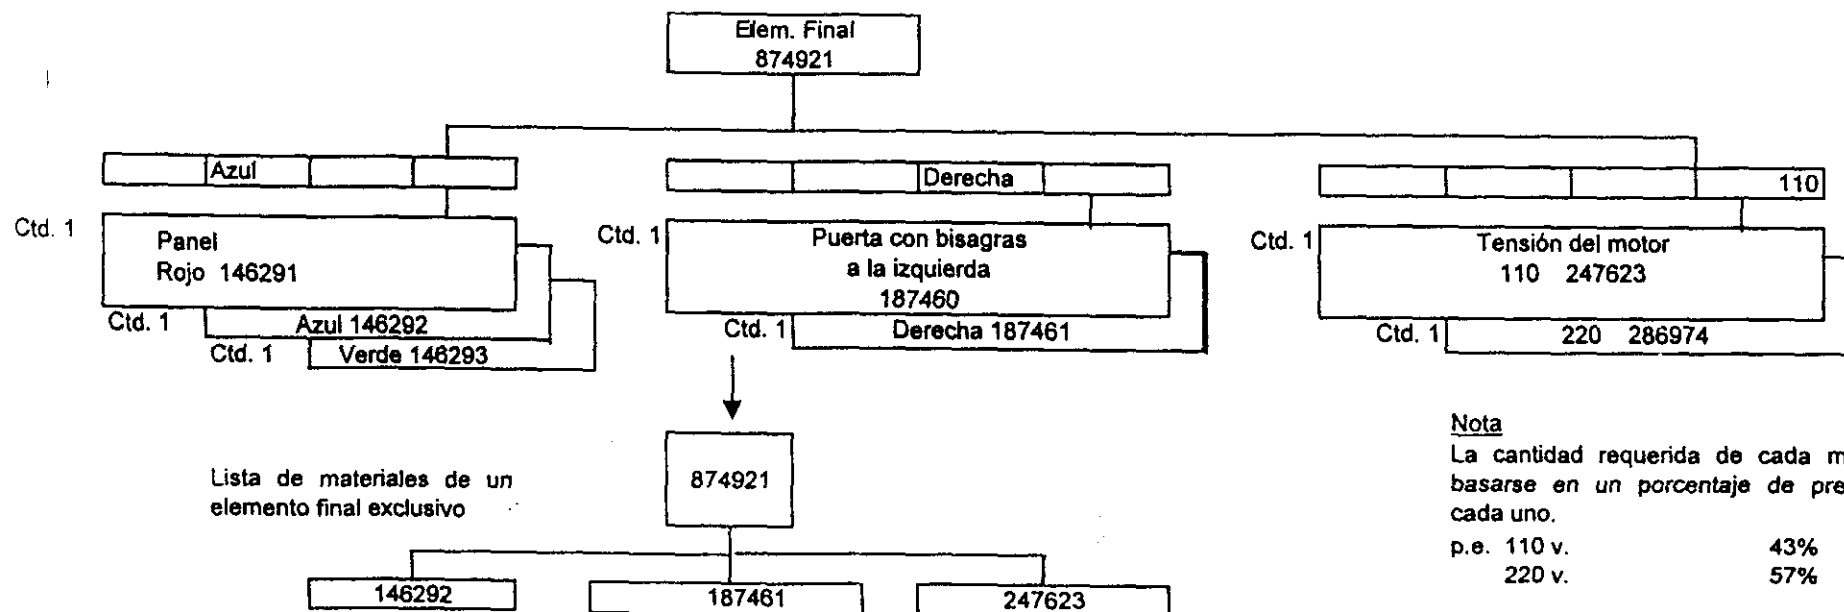 Elem. Final
874921
Azul
Derecha
110
Ctd. 1
Panel
Rojo 146291
Ctd. 1
Azul 146292
Ctd. 1
Verde 146293
Ctd. 1
Puerta con bisagras
a la izquierda
187460
Ctd. 1
Derecha 187461
Ctd. 1
Tensión del motor
110 247623
Ctd. 1
220 286974
Lista de materiales de un
elemento final exclusivo
874921
146292
187461
247623
Nota
La cantidad requerida de cada
basarse en un porcentaje de
cada uno.
p.e. 110 v. 43%
220 v. 57%